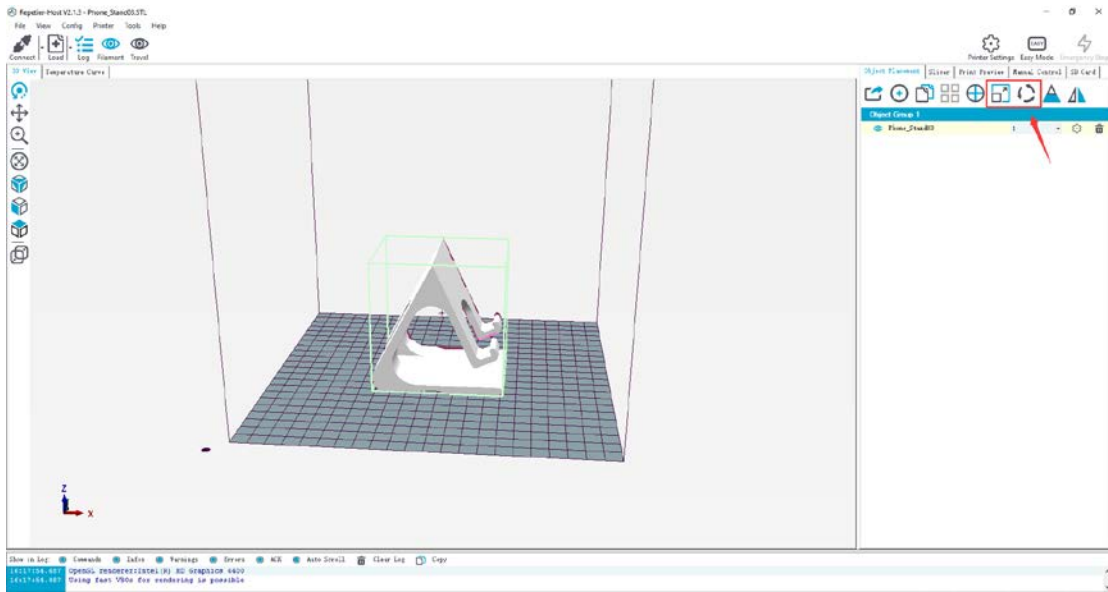 Repetier-Host V2.1.3 - Phone_Stand03.STL
File View Config Printer Tools Help
Connect Load Log Filament Travel Printer Settings Easy Mode Emergency Stop
3D View Temperature Curve Object Placement Slicer Print Preview Manual Control SD Card
EASY
Object Group 1
Phone_Stand03 1
Z
X
Show in Log: Commands Infos Warnings Errors ACK Auto Scroll Clear Log Copy
OpenGL renderer:Intel(R) HD Graphics 4400
Using fast VBOs for rendering is possible